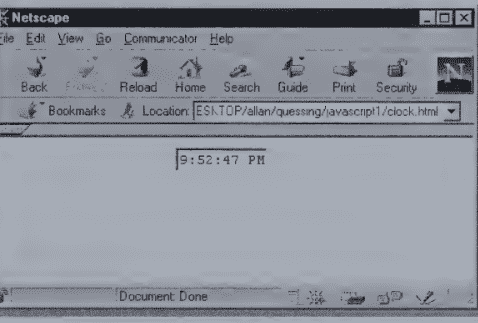 Netscape
File Edit View Go Communicator Help
Back Reload Home Search Guide Print Security
N
Bookmarks Location: ESKTOP/allan/quessing/javascript1/clock.html
9:52:47 PM
Document: Done